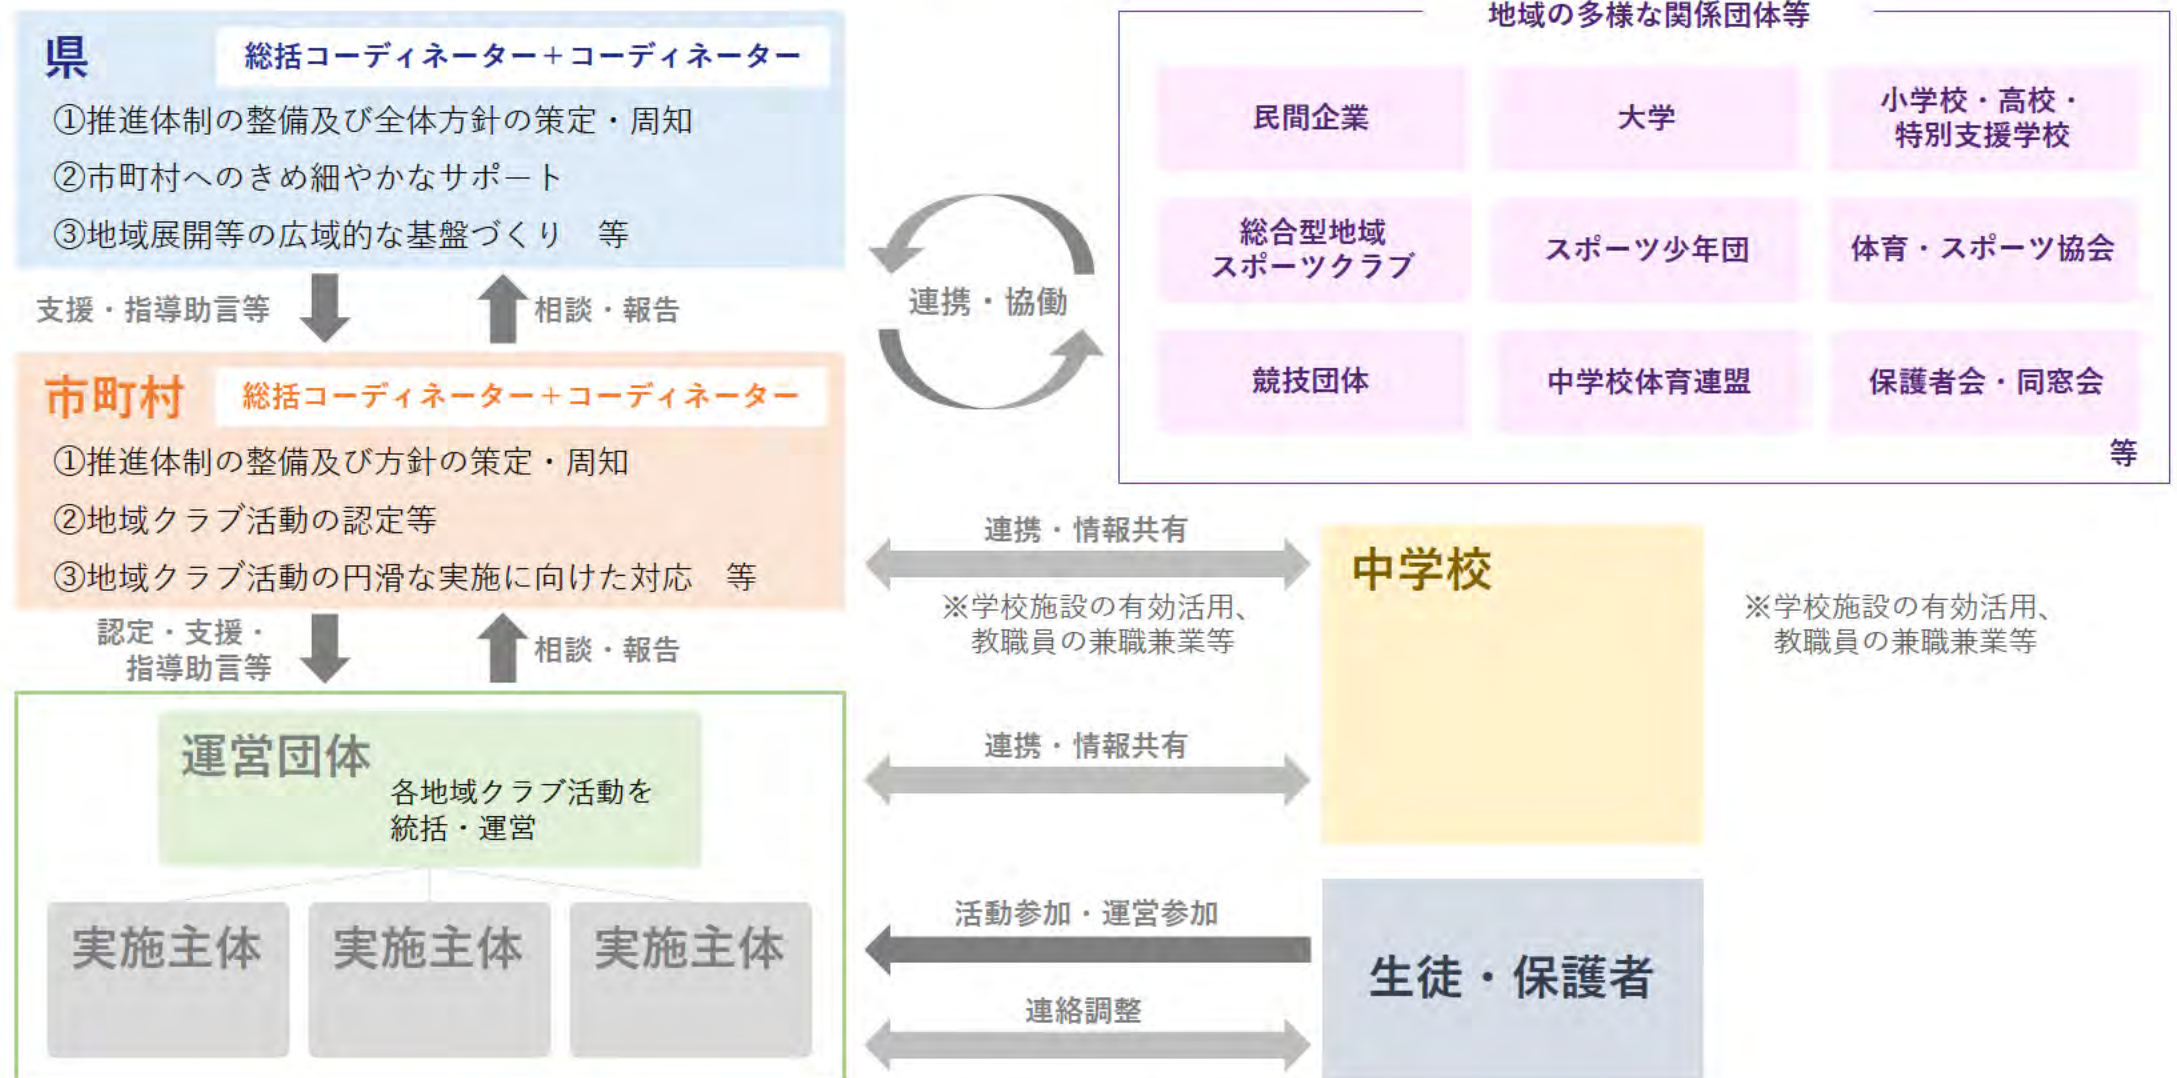 県
総括コーディネーター＋コーディネーター
①推進体制の整備及び全体方針の策定・周知
②市町村へのきめ細やかなサポート
③地域展開等の広域的な基盤づくり　等
支援・指導助言等
相談・報告
市町村
総括コーディネーター＋コーディネーター
①推進体制の整備及び方針の策定・周知
②地域クラブ活動の認定等
③地域クラブ活動の円滑な実施に向けた対応　等
認定・支援・
指導助言等
相談・報告
運営団体
各地域クラブ活動を
統括・運営
実施主体
実施主体
実施主体
連携・協働
地域の多様な関係団体等
民間企業
大学
小学校・高校・
特別支援学校
総合型地域
スポーツクラブ
スポーツ少年団
体育・スポーツ協会
競技団体
中学校体育連盟
保護者会・同窓会
等
連携・情報共有
※学校施設の有効活用、
教職員の兼職兼業等
中学校
※学校施設の有効活用、
教職員の兼職兼業等
連携・情報共有
活動参加・運営参加
連絡調整
生徒・保護者